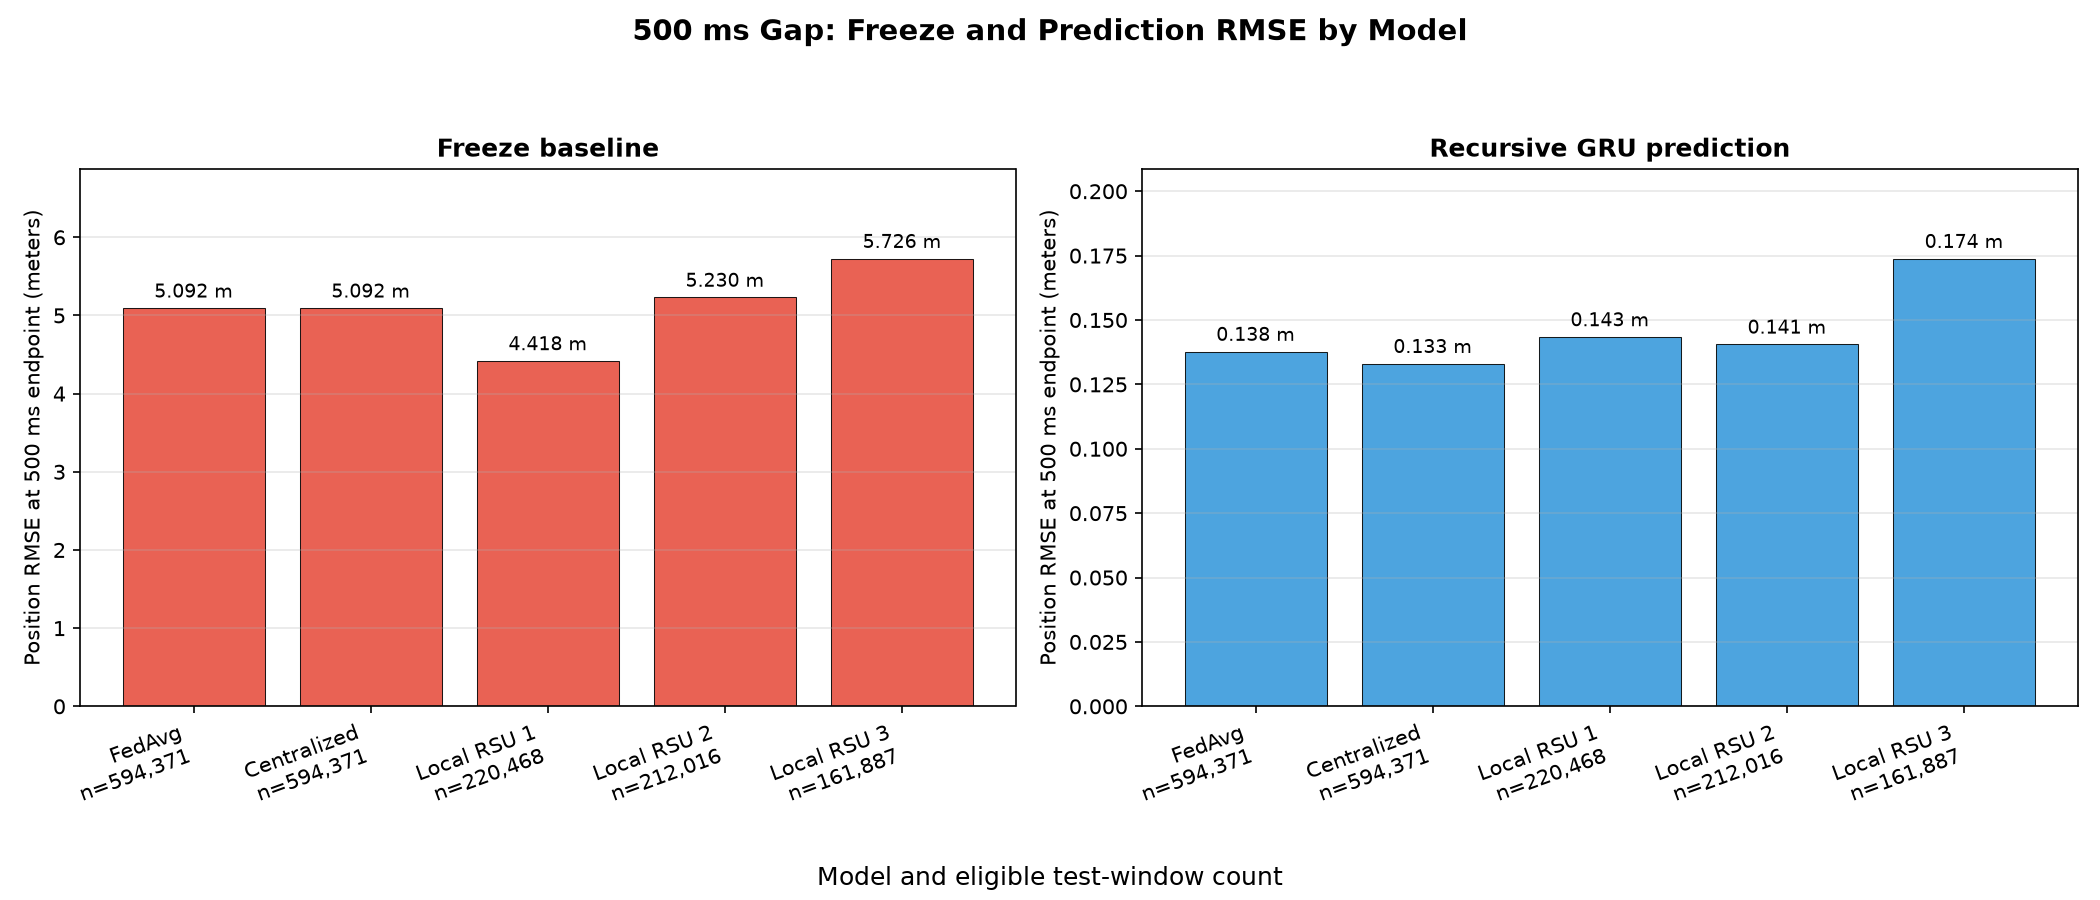 500 ms Gap: Freeze and Prediction RMSE by Model
Freeze baseline
Position RMSE at 500 ms endpoint (meters)
6
5
4
3
2
1
0
5.092 m
5.092 m
4.418 m
5.230 m
5.726 m
FedAvg
n=594,371
Centralized
n=594,371
Local RSU 1
n=220,468
Local RSU 2
n=212,016
Local RSU 3
n=161,887
Recursive GRU prediction
Position RMSE at 500 ms endpoint (meters)
0.200
0.175
0.150
0.125
0.100
0.075
0.050
0.025
0.000
0.138 m
0.133 m
0.143 m
0.141 m
0.174 m
FedAvg
n=594,371
Centralized
n=594,371
Local RSU 1
n=220,468
Local RSU 2
n=212,016
Local RSU 3
n=161,887
Model and eligible test-window count